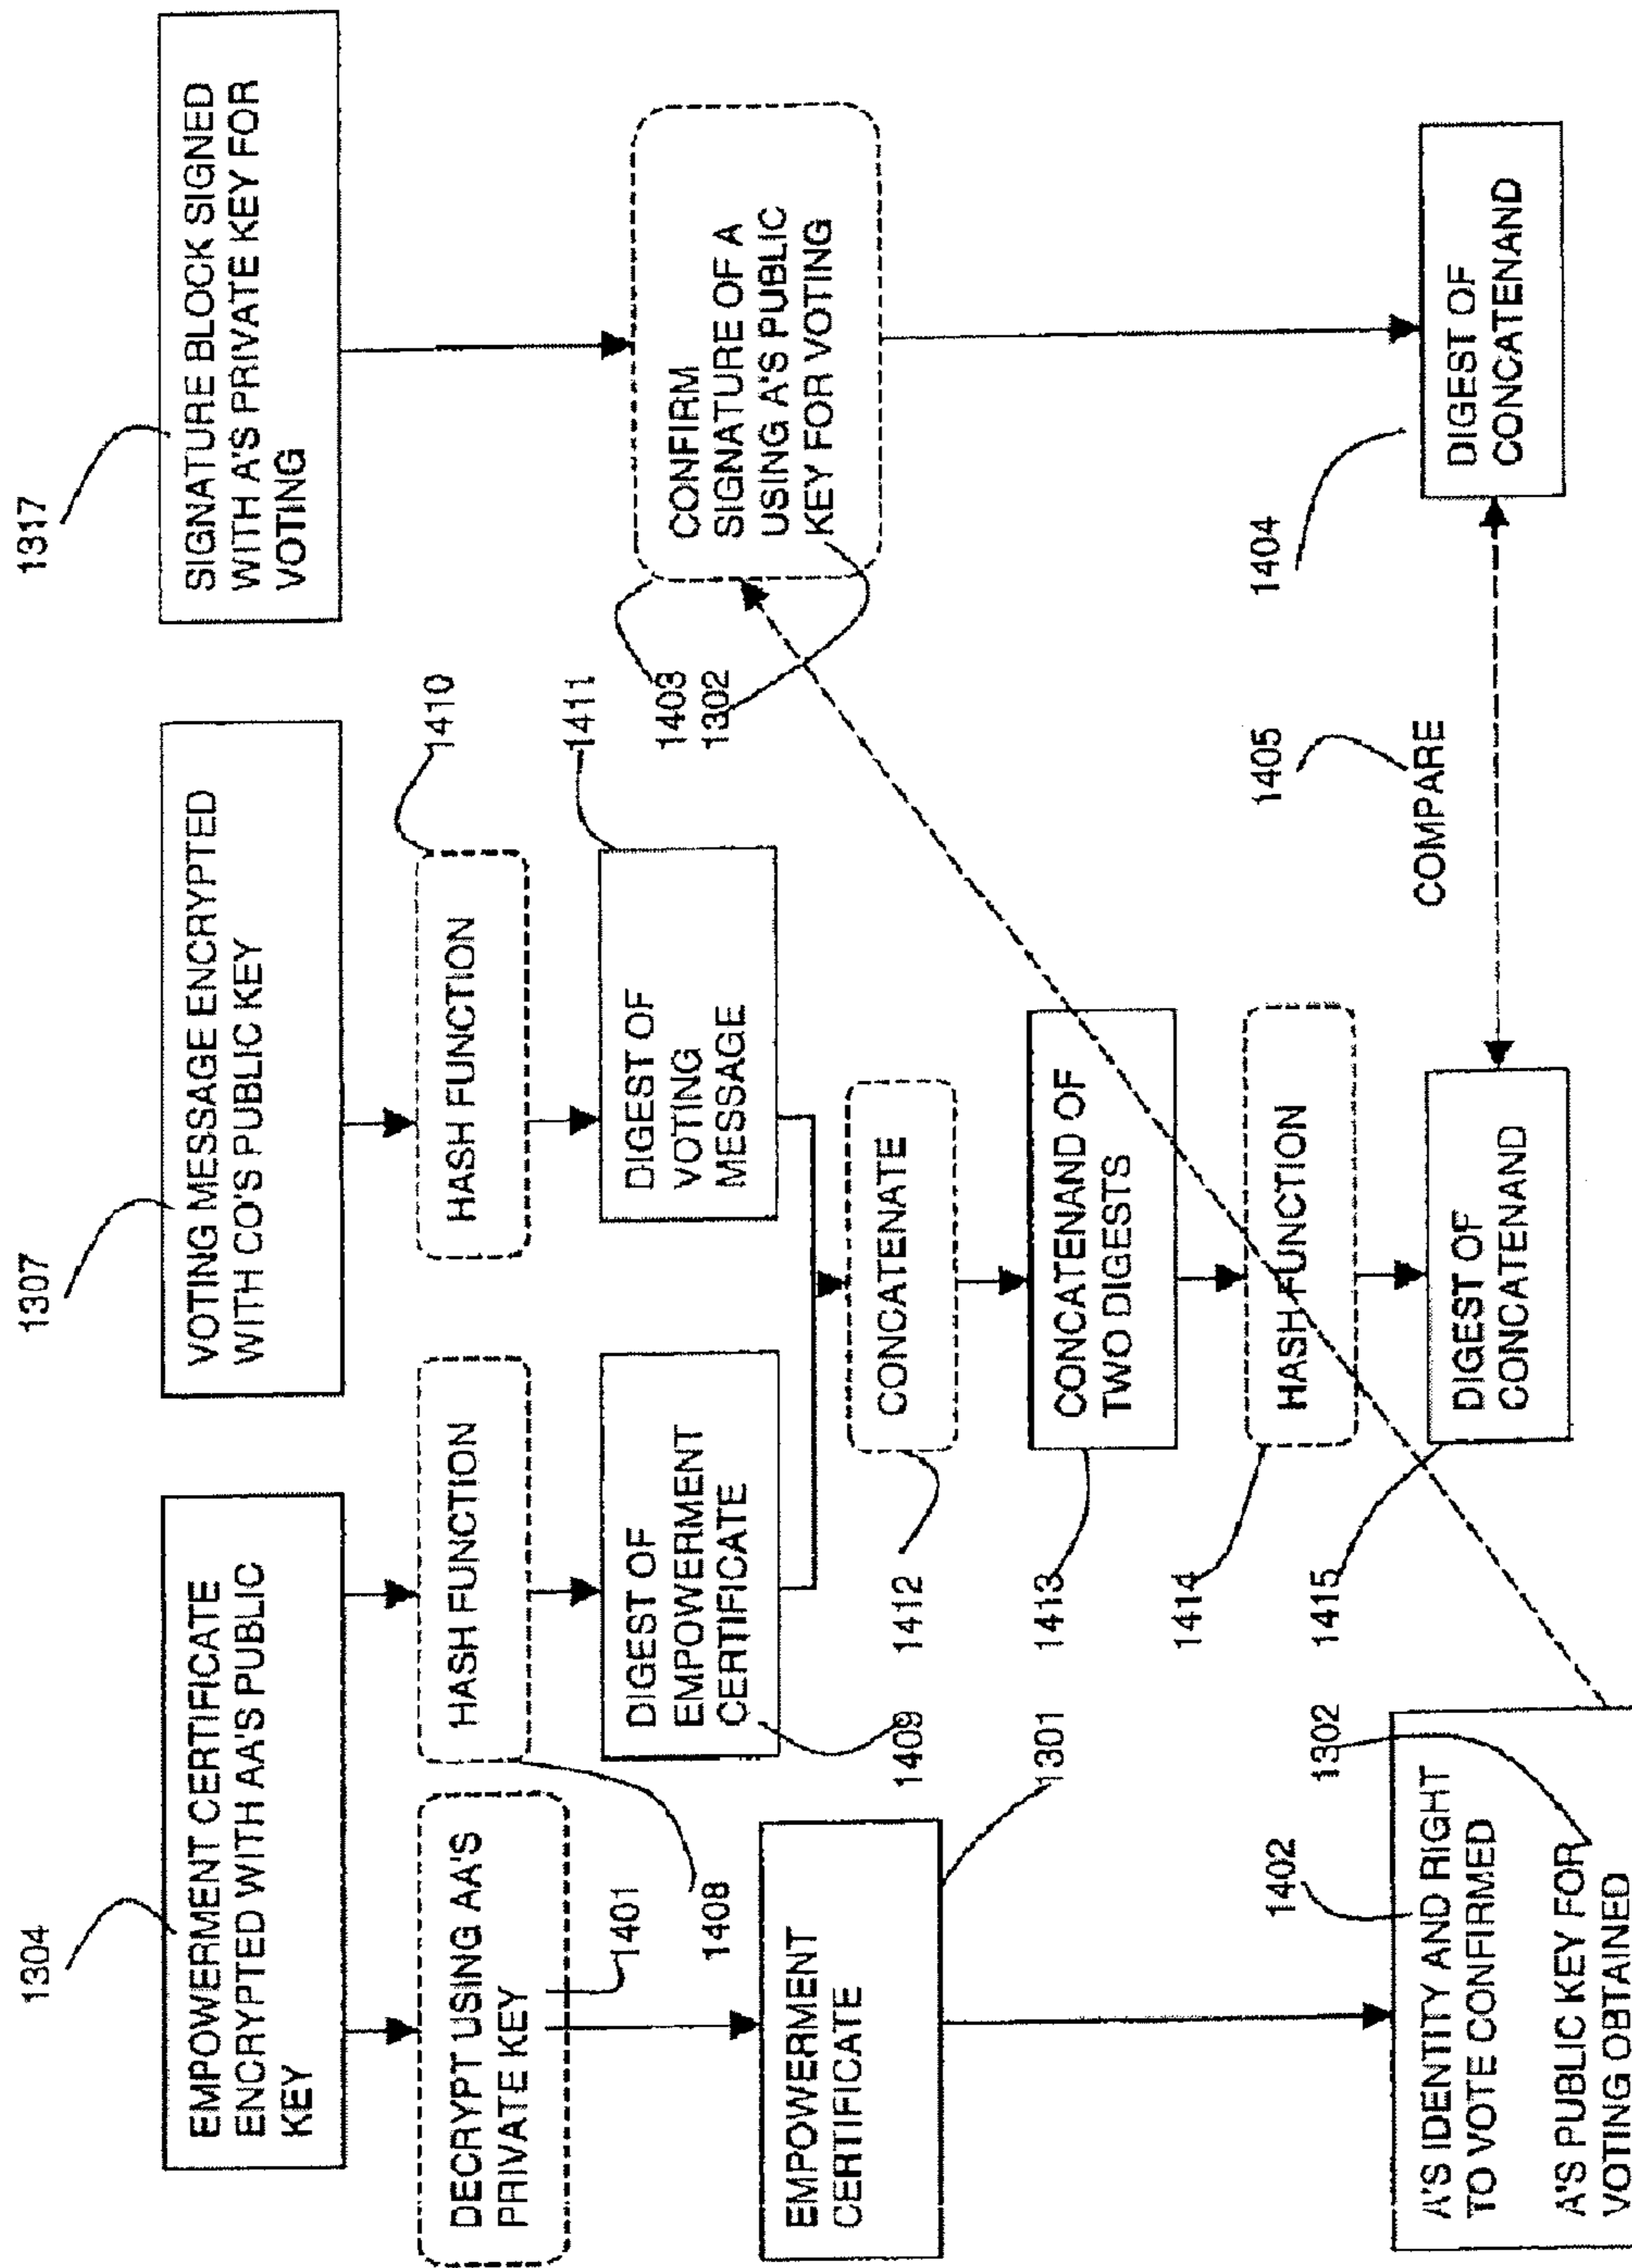 1304
EMPOWERMENT CERTIFICATE
ENCRYPTED WITH AA'S PUBLIC
KEY
1307
VOTING MESSAGE ENCRYPTED
WITH CO'S PUBLIC KEY
1317
SIGNATURE BLOCK SIGNED
WITH A'S PRIVATE KEY FOR
VOTING
DECRYPT USING AA'S
PRIVATE KEY
1401
HASH FUNCTION
1408
HASH FUNCTION
1410
DIGEST OF
EMPOWERMENT
CERTIFICATE
1409
DIGEST OF
VOTING
MESSAGE
1411
1403
1302
CONFIRM
SIGNATURE OF A
USING A'S PUBLIC
KEY FOR VOTING
EMPOWERMENT
CERTIFICATE
1301
CONCATENATE
1412
CONCATENAND OF
TWO DIGESTS
1413
HASH FUNCTION
1414
1402
1302
A'S IDENTITY AND RIGHT
TO VOTE CONFIRMED
A'S PUBLIC KEY FOR
VOTING OBTAINED
1415
DIGEST OF
CONCATENAND
1405
COMPARE
1404
DIGEST OF
CONCATENAND